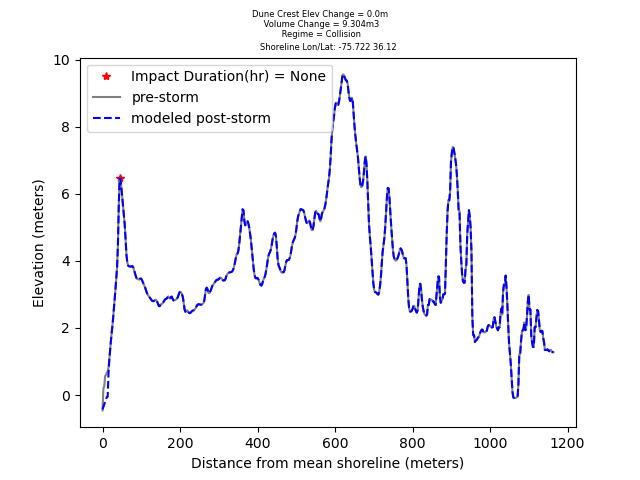 Dune Crest Elev Change = 0.0m
Volume Change = 9.304m3
Regime = Collision
Shoreline Lon/Lat: -75.722 36.12
Impact Duration(hr) = None
pre-storm
modeled post-storm
10
8
6
4
2
0
Elevation (meters)
0 200 400 600 800 1000 1200
Distance from mean shoreline (meters)